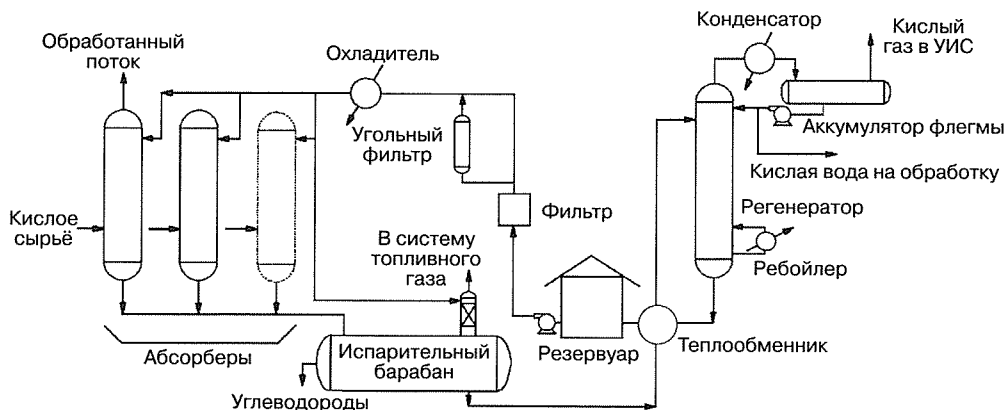 Обработанный
поток
Охладитель
Конденсатор
Кислый
газ в УИС
Угольный
фильтр
Аккумулятор флегмы
Кислая вода на обработку
Кислое
сырьё
Фильтр
Регенератор
В систему
топливного
газа
Ребойлер
Абсорберы
Испарительный
барабан
Резервуар
Теплообменник
Углеводороды